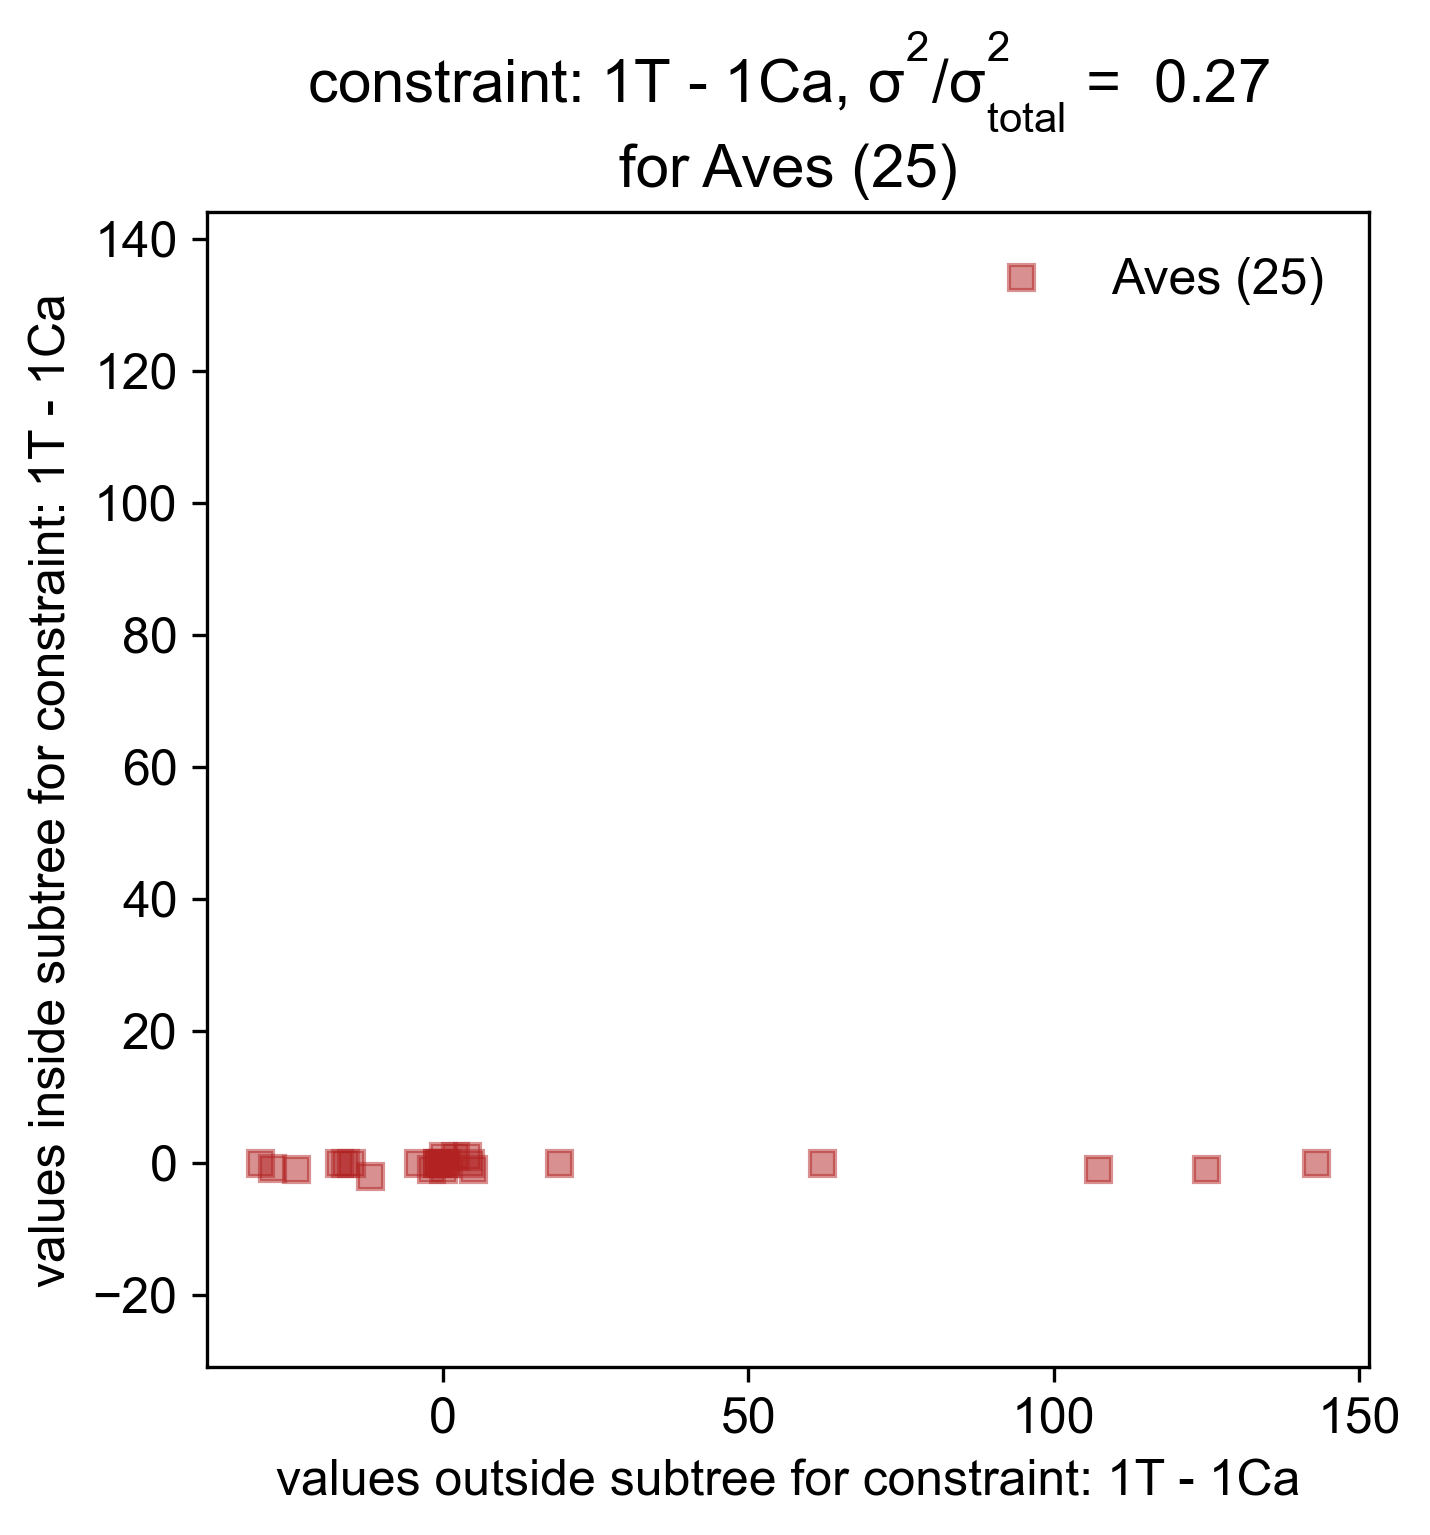 constraint: 1T - 1Ca, σ²/σ²total = 0.27
for Aves (25)
Aves (25)
values inside subtree for constraint: 1T - 1Ca
140
120
100
80
60
40
20
0
−20
0 50 100 150
values outside subtree for constraint: 1T - 1Ca